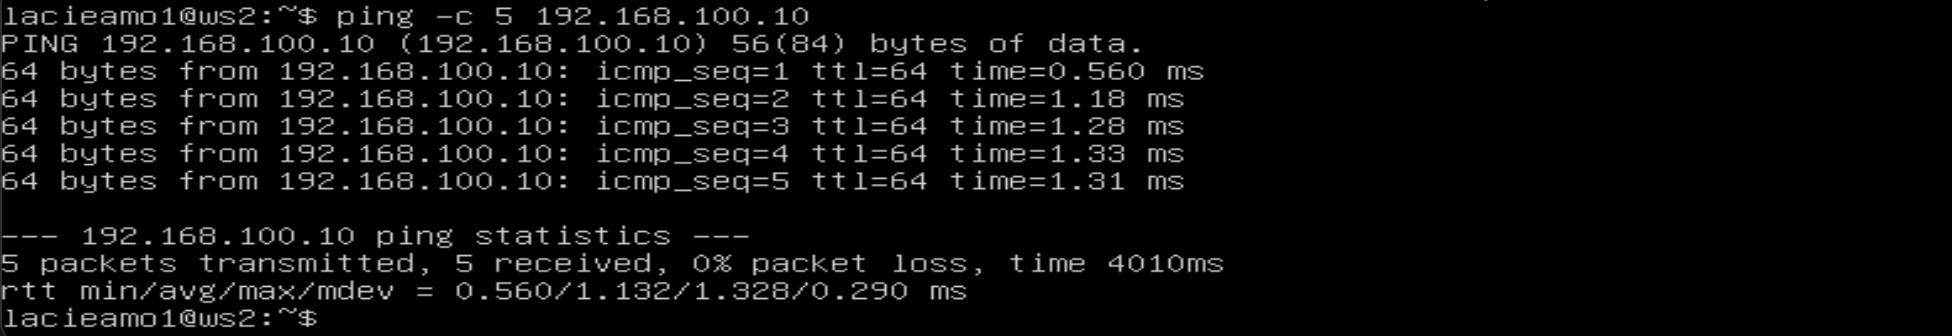 lacieamo1@ws2:~$ ping -c 5 192.168.100.10
PING 192.168.100.10 (192.168.100.10) 56(84) bytes of data.
64 bytes from 192.168.100.10: icmp_seq=1 ttl=64 time=0.560 ms
64 bytes from 192.168.100.10: icmp_seq=2 ttl=64 time=1.18 ms
64 bytes from 192.168.100.10: icmp_seq=3 ttl=64 time=1.28 ms
64 bytes from 192.168.100.10: icmp_seq=4 ttl=64 time=1.33 ms
64 bytes from 192.168.100.10: icmp_seq=5 ttl=64 time=1.31 ms

--- 192.168.100.10 ping statistics ---
5 packets transmitted, 5 received, 0% packet loss, time 4010ms
rtt min/avg/max/mdev = 0.560/1.132/1.328/0.290 ms
lacieamo1@ws2:~$